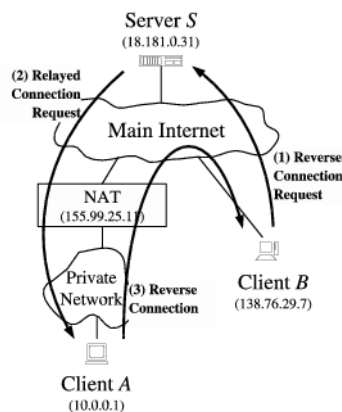 Server S
(18.181.0.31)
(2) Relayed
Connection
Request
Main Internet
(1) Reverse
Connection
Request
NAT
(155.99.25.11)
Client B
(138.76.29.7)
Private
Network
(3) Reverse
Connection
Client A
(10.0.0.1)